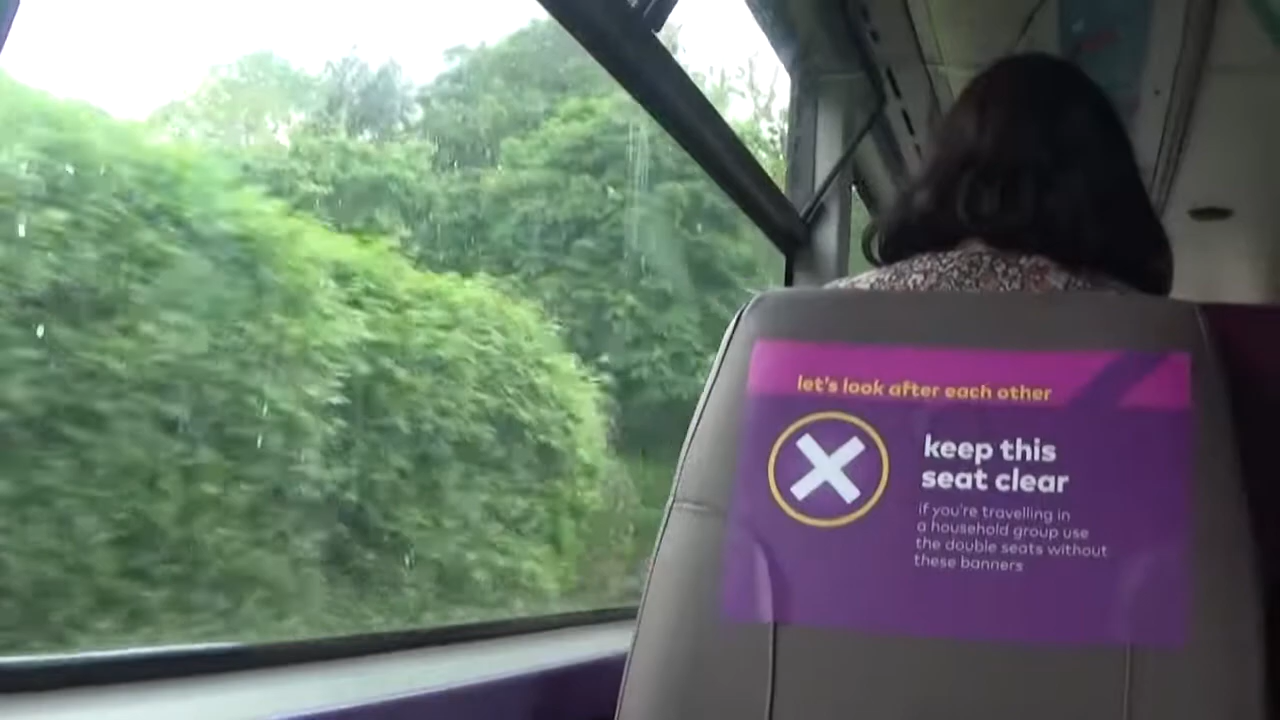 let's look after each other
keep this
seat clear
if you're travelling in
a household group use
the double seats without
these banners